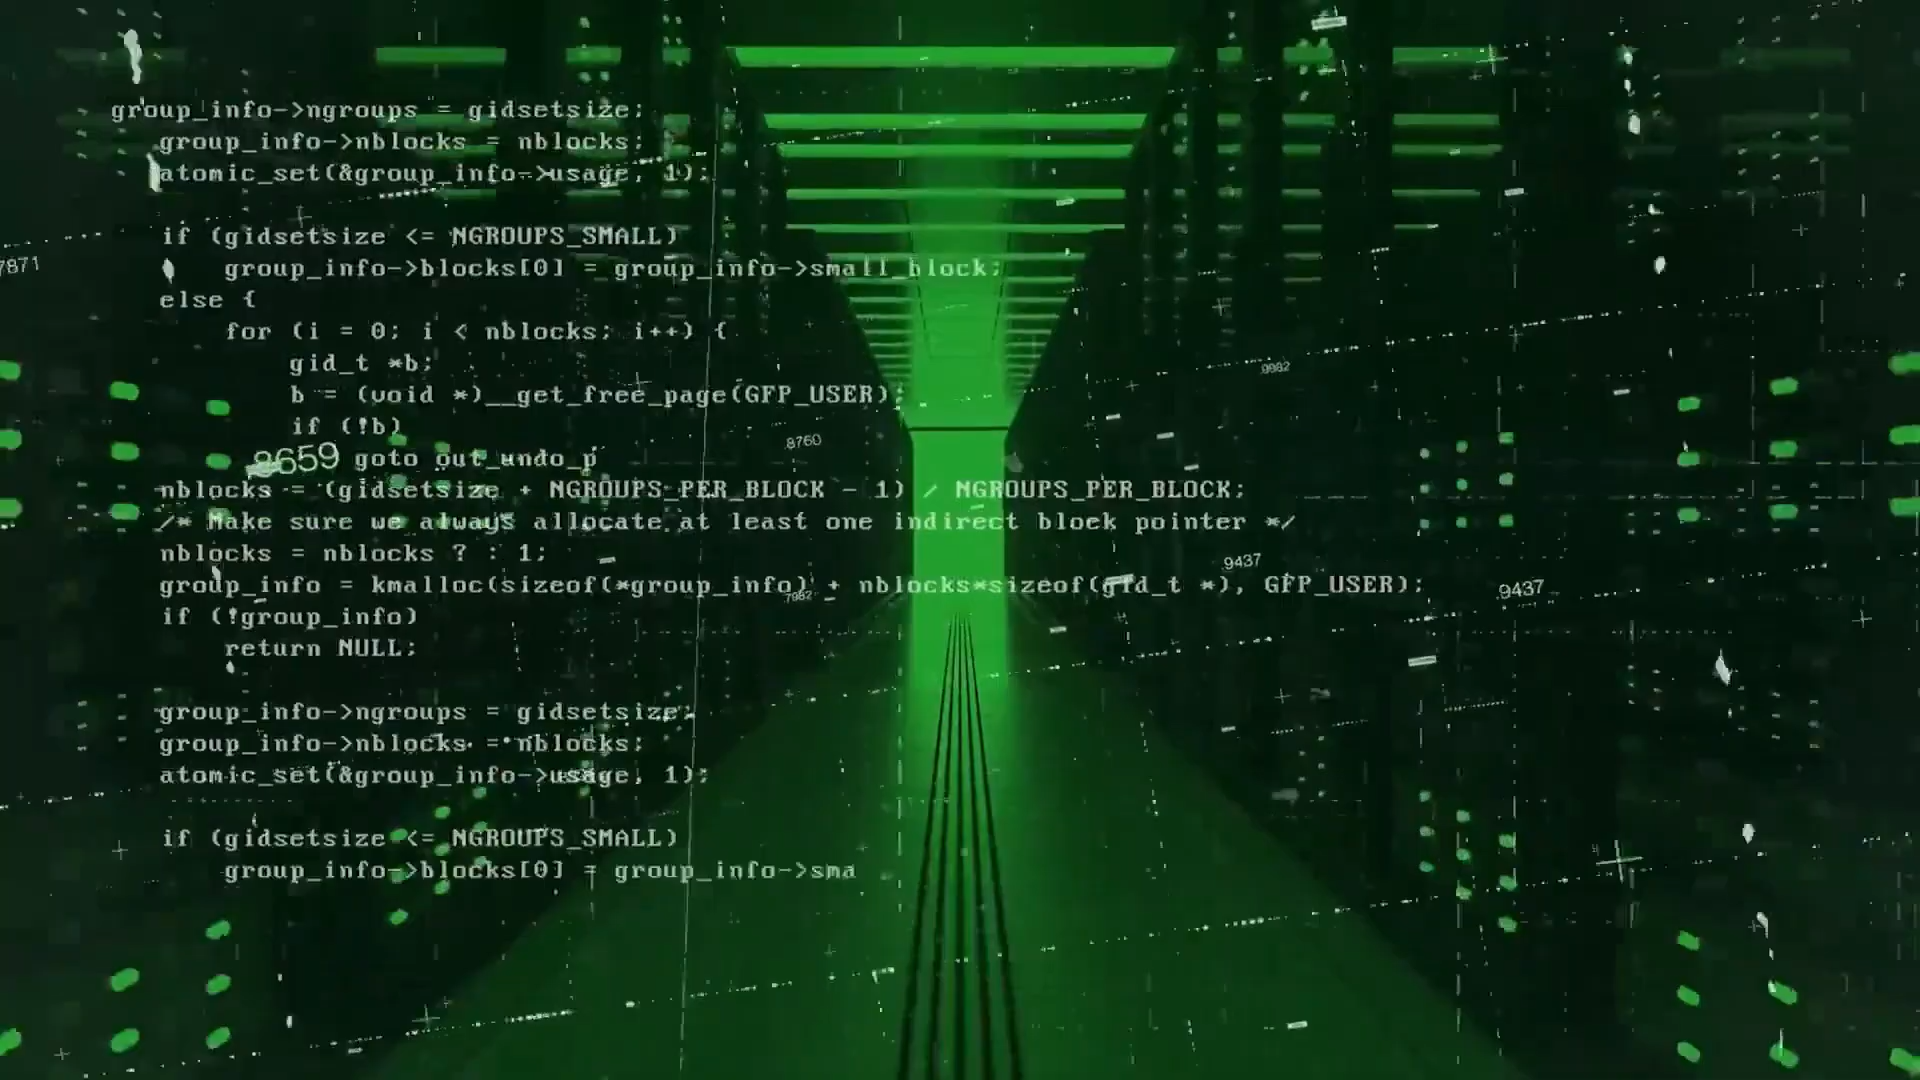 group_info->ngroups = gidsetsize;
group_info->nblocks = nblocks;
atomic_set(&group_info->usage, 1);
if (gidsetsize <= NGROUPS_SMALL)
group_info->blocks[0] = group_info->small_block;
7871
else {
for (i = 0; i < nblocks; i++) {
gid_t *b;
.9982
b = (void *)__get_free_page(GFP_USER);
if (!b)
.8760
goto out_undo_p
nblocks = (gidsetsize + NGROUPS_PER_BLOCK - 1) / NGROUPS_PER_BLOCK;
/* Make sure we always allocate at least one indirect block pointer */
nblocks = nblocks ? : 1;
.9437
group_info = kmalloc(sizeof(*group_info) + nblocks*sizeof(gid_t *), GFP_USER);
.9437
.7982
if (!group_info)
return NULL;
group_info->ngroups = gidsetsize;
group_info->nblocks = nblocks;
atomic_set(&group_info->usage, 1);
if (gidsetsize <= NGROUPS_SMALL)
group_info->blocks[0] = group_info->sma